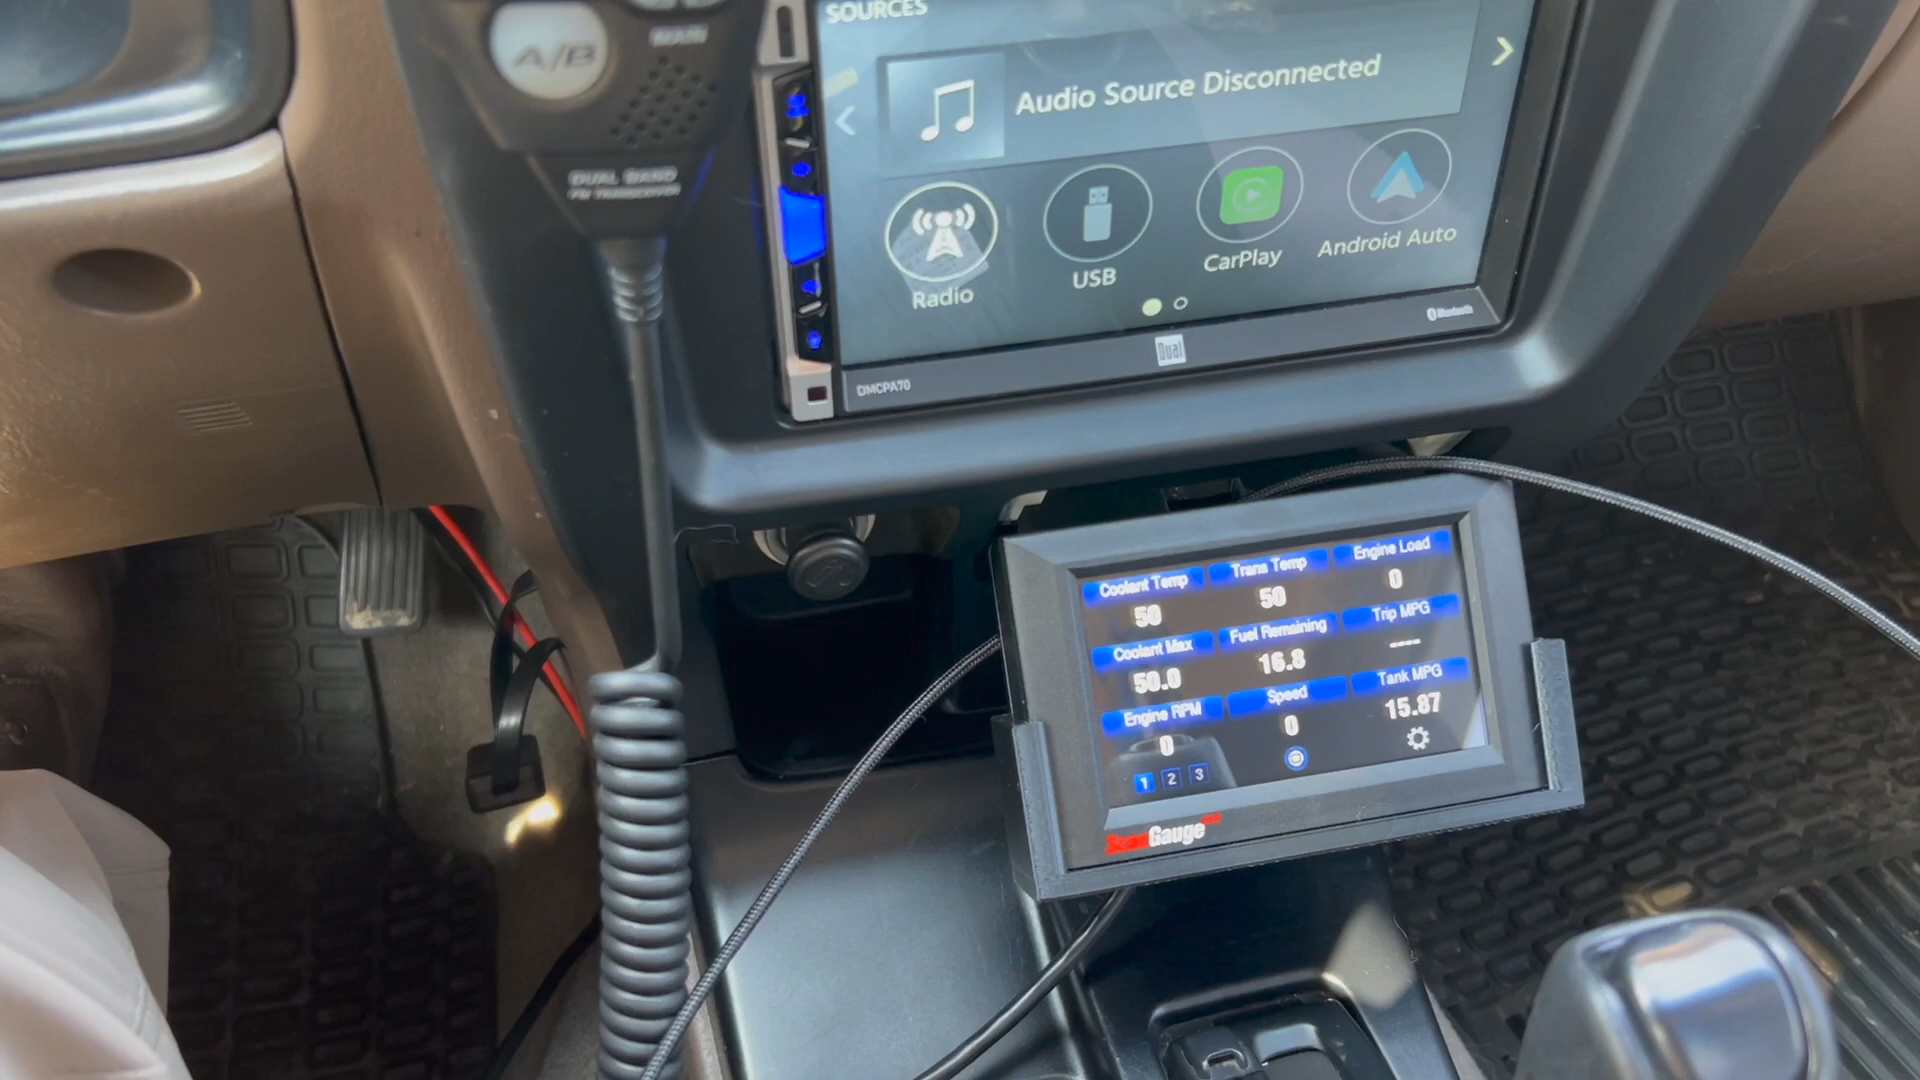 SOURCES
A/B
MAIN
Audio Source Disconnected
DUAL BAND
FM TRANSCEIVER
Radio
USB
CarPlay
Android Auto
Bluetooth
Dual
DMCPA70
Coolant Temp
Trans Temp
Engine Load
50
50
0
Coolant Max
Fuel Remaining
Trip MPG
50.0
16.8
----
Engine RPM
Speed
Tank MPG
0
0
15.87
1 2 3
ScanGauge